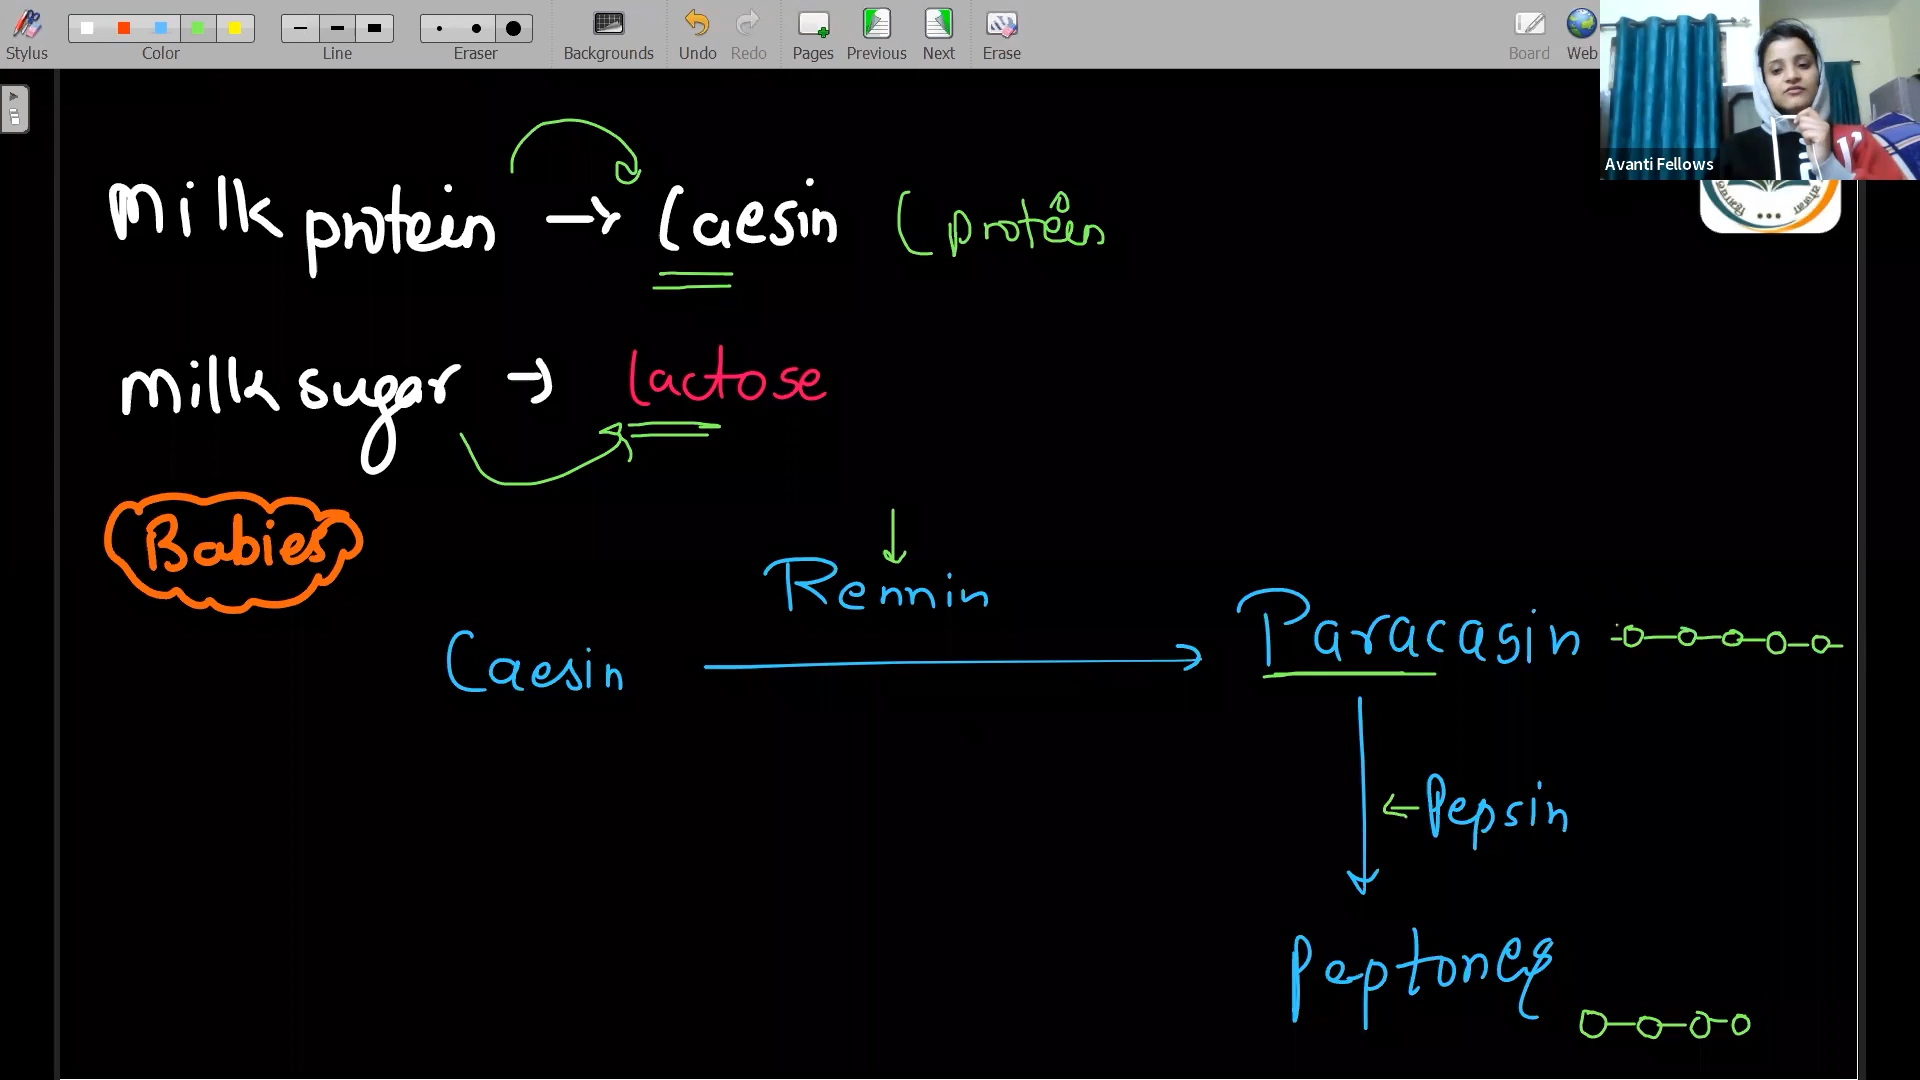 Stylus Color Line Eraser Backgrounds Undo Redo Pages Previous Next Erase Board Web
Avanti Fellows
Milk protein → Caesin (protein
milk sugar → lactose
Babies
Rennin
Caesin → Paracasin
← Pepsin
Peptones